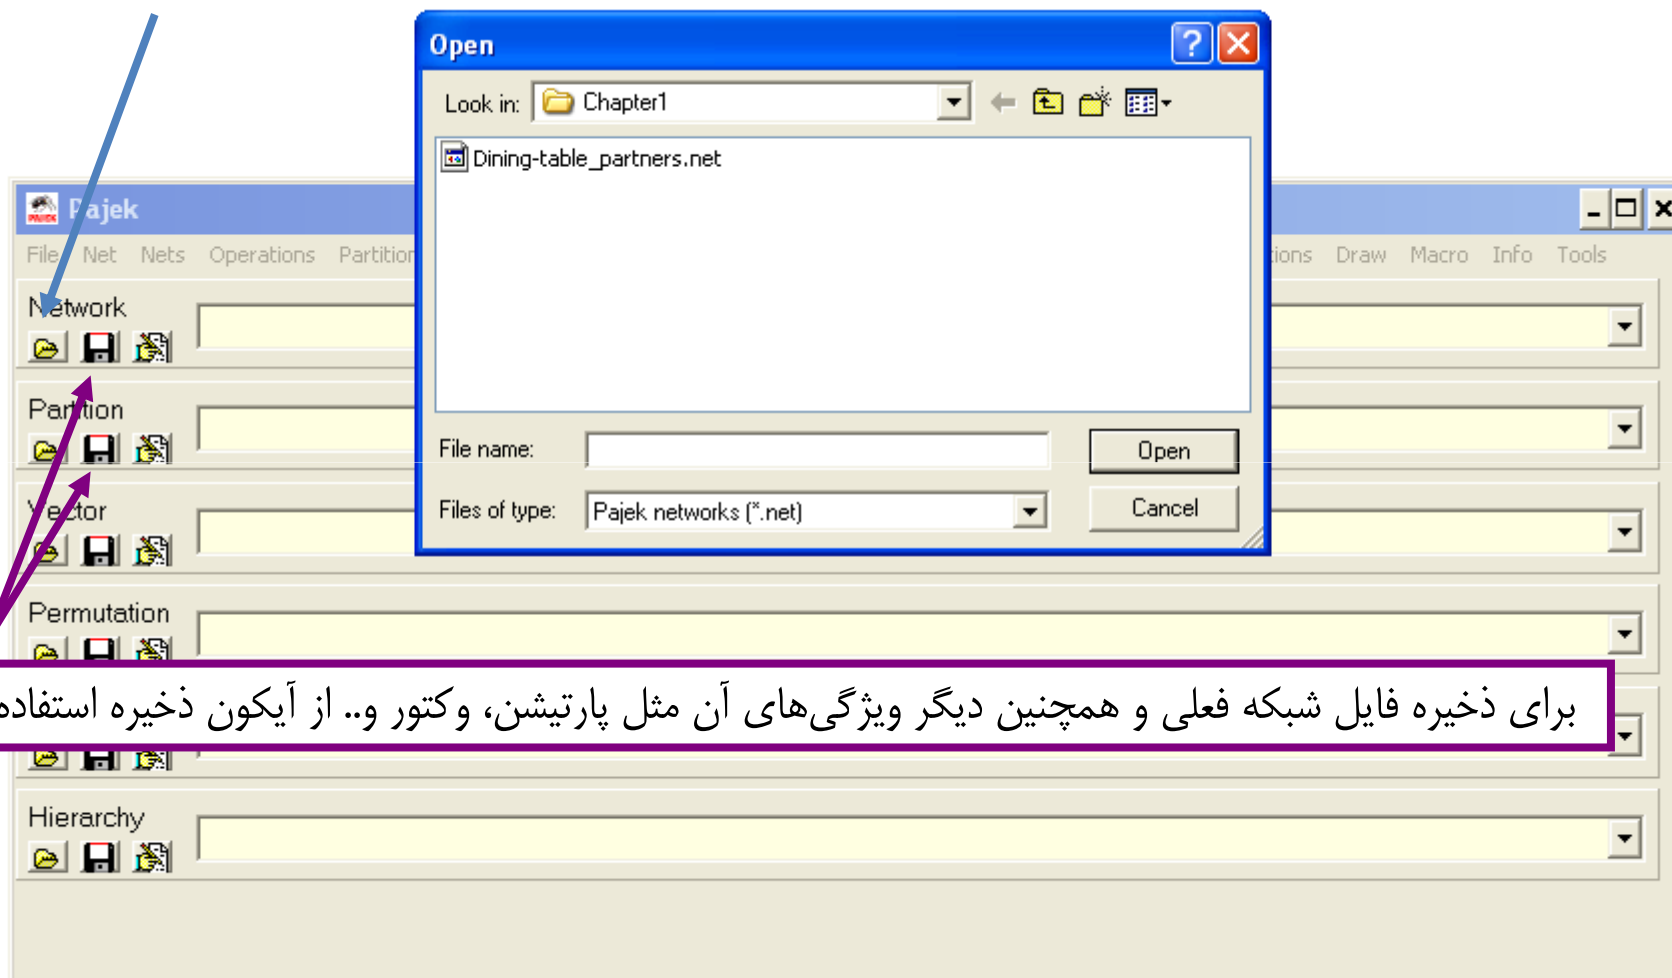 Open
Look in: Chapter1
Dining-table_partners.net
File name: Open
Files of type: Pajek networks (*.net) Cancel
Pajek
File Net Nets Operations Draw Macro Info Tools
Network
Partition
Vector
Permutation
برای ذخیره فایل شبکه فعلی و همچنین دیگر ویژگی‌های آن مثل پارتیشن، وکتور و.. از آیکون ذخیره استفاده
Hierarchy